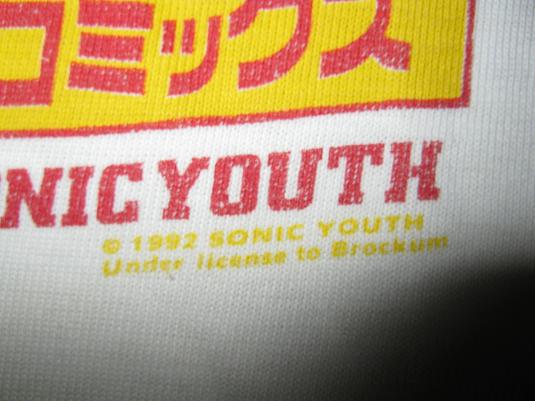 コミックス
NIC YOUTH
© 1992 SONIC YOUTH
Under license to Brockum